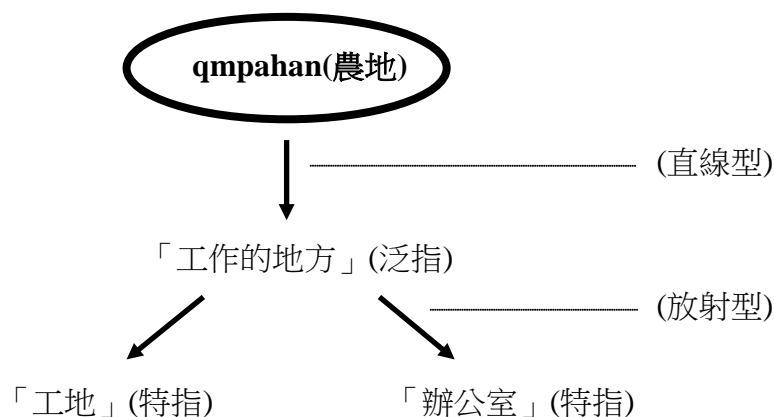 qmpahan(農地)
(直線型)
「工作的地方」(泛指)
(放射型)
「工地」(特指) 「辦公室」(特指)